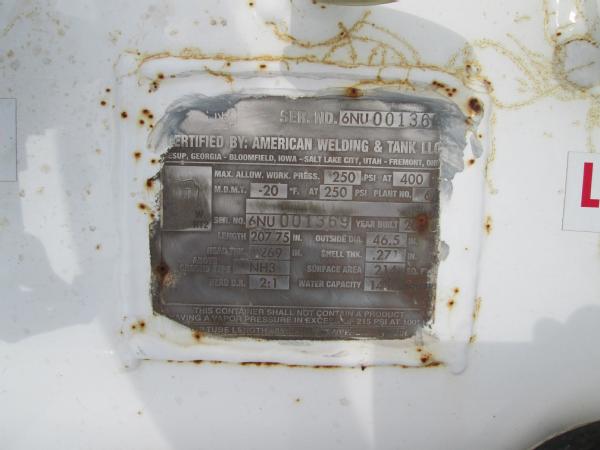 SER. NO. 6NU 00136
CERTIFIED BY: AMERICAN WELDING & TANK LLC
ESUP, GEORGIA - BLOOMFIELD, IOWA - SALT LAKE CITY, UTAH - FREMONT, OH
MAX. ALLOW. WORK. PRESS. 250 PSI AT 400
M.D.M.T. -20 °F. AT 250 PSI PLANT NO. 6
W
SER. NO. 6NU 001369 YEAR BUILT
LENGTH 207.75 IN. OUTSIDE DIA. 46.5 IN.
HEAD THK. .269 IN. SHELL THK. .271 IN.
NH3 SURFACE AREA SQ. F
HEAD D.R. 2:1 WATER CAPACITY
THIS CONTAINER SHALL NOT CONTAIN A PRODUCT
HAVING A VAPOR PRESSURE IN EXCESS OF 215 PSI AT 100
TUBE LENGTH
L